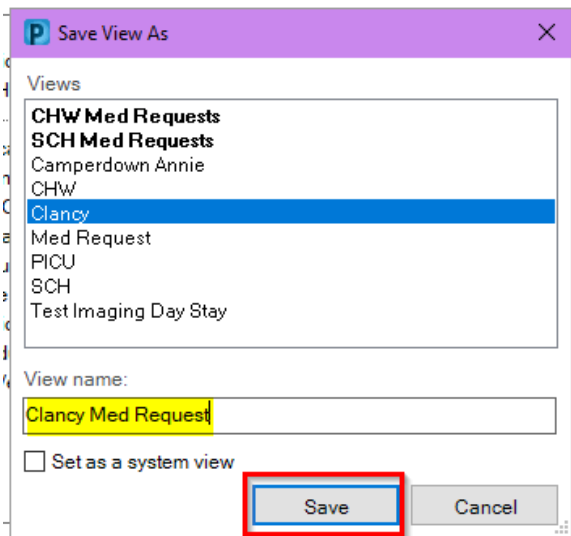 P Save View As
Views
CHW Med Requests
SCH Med Requests
Camperdown Annie
CHW
Clancy
Med Request
PICU
SCH
Test Imaging Day Stay
View name:
Clancy Med Request
Set as a system view
Save Cancel